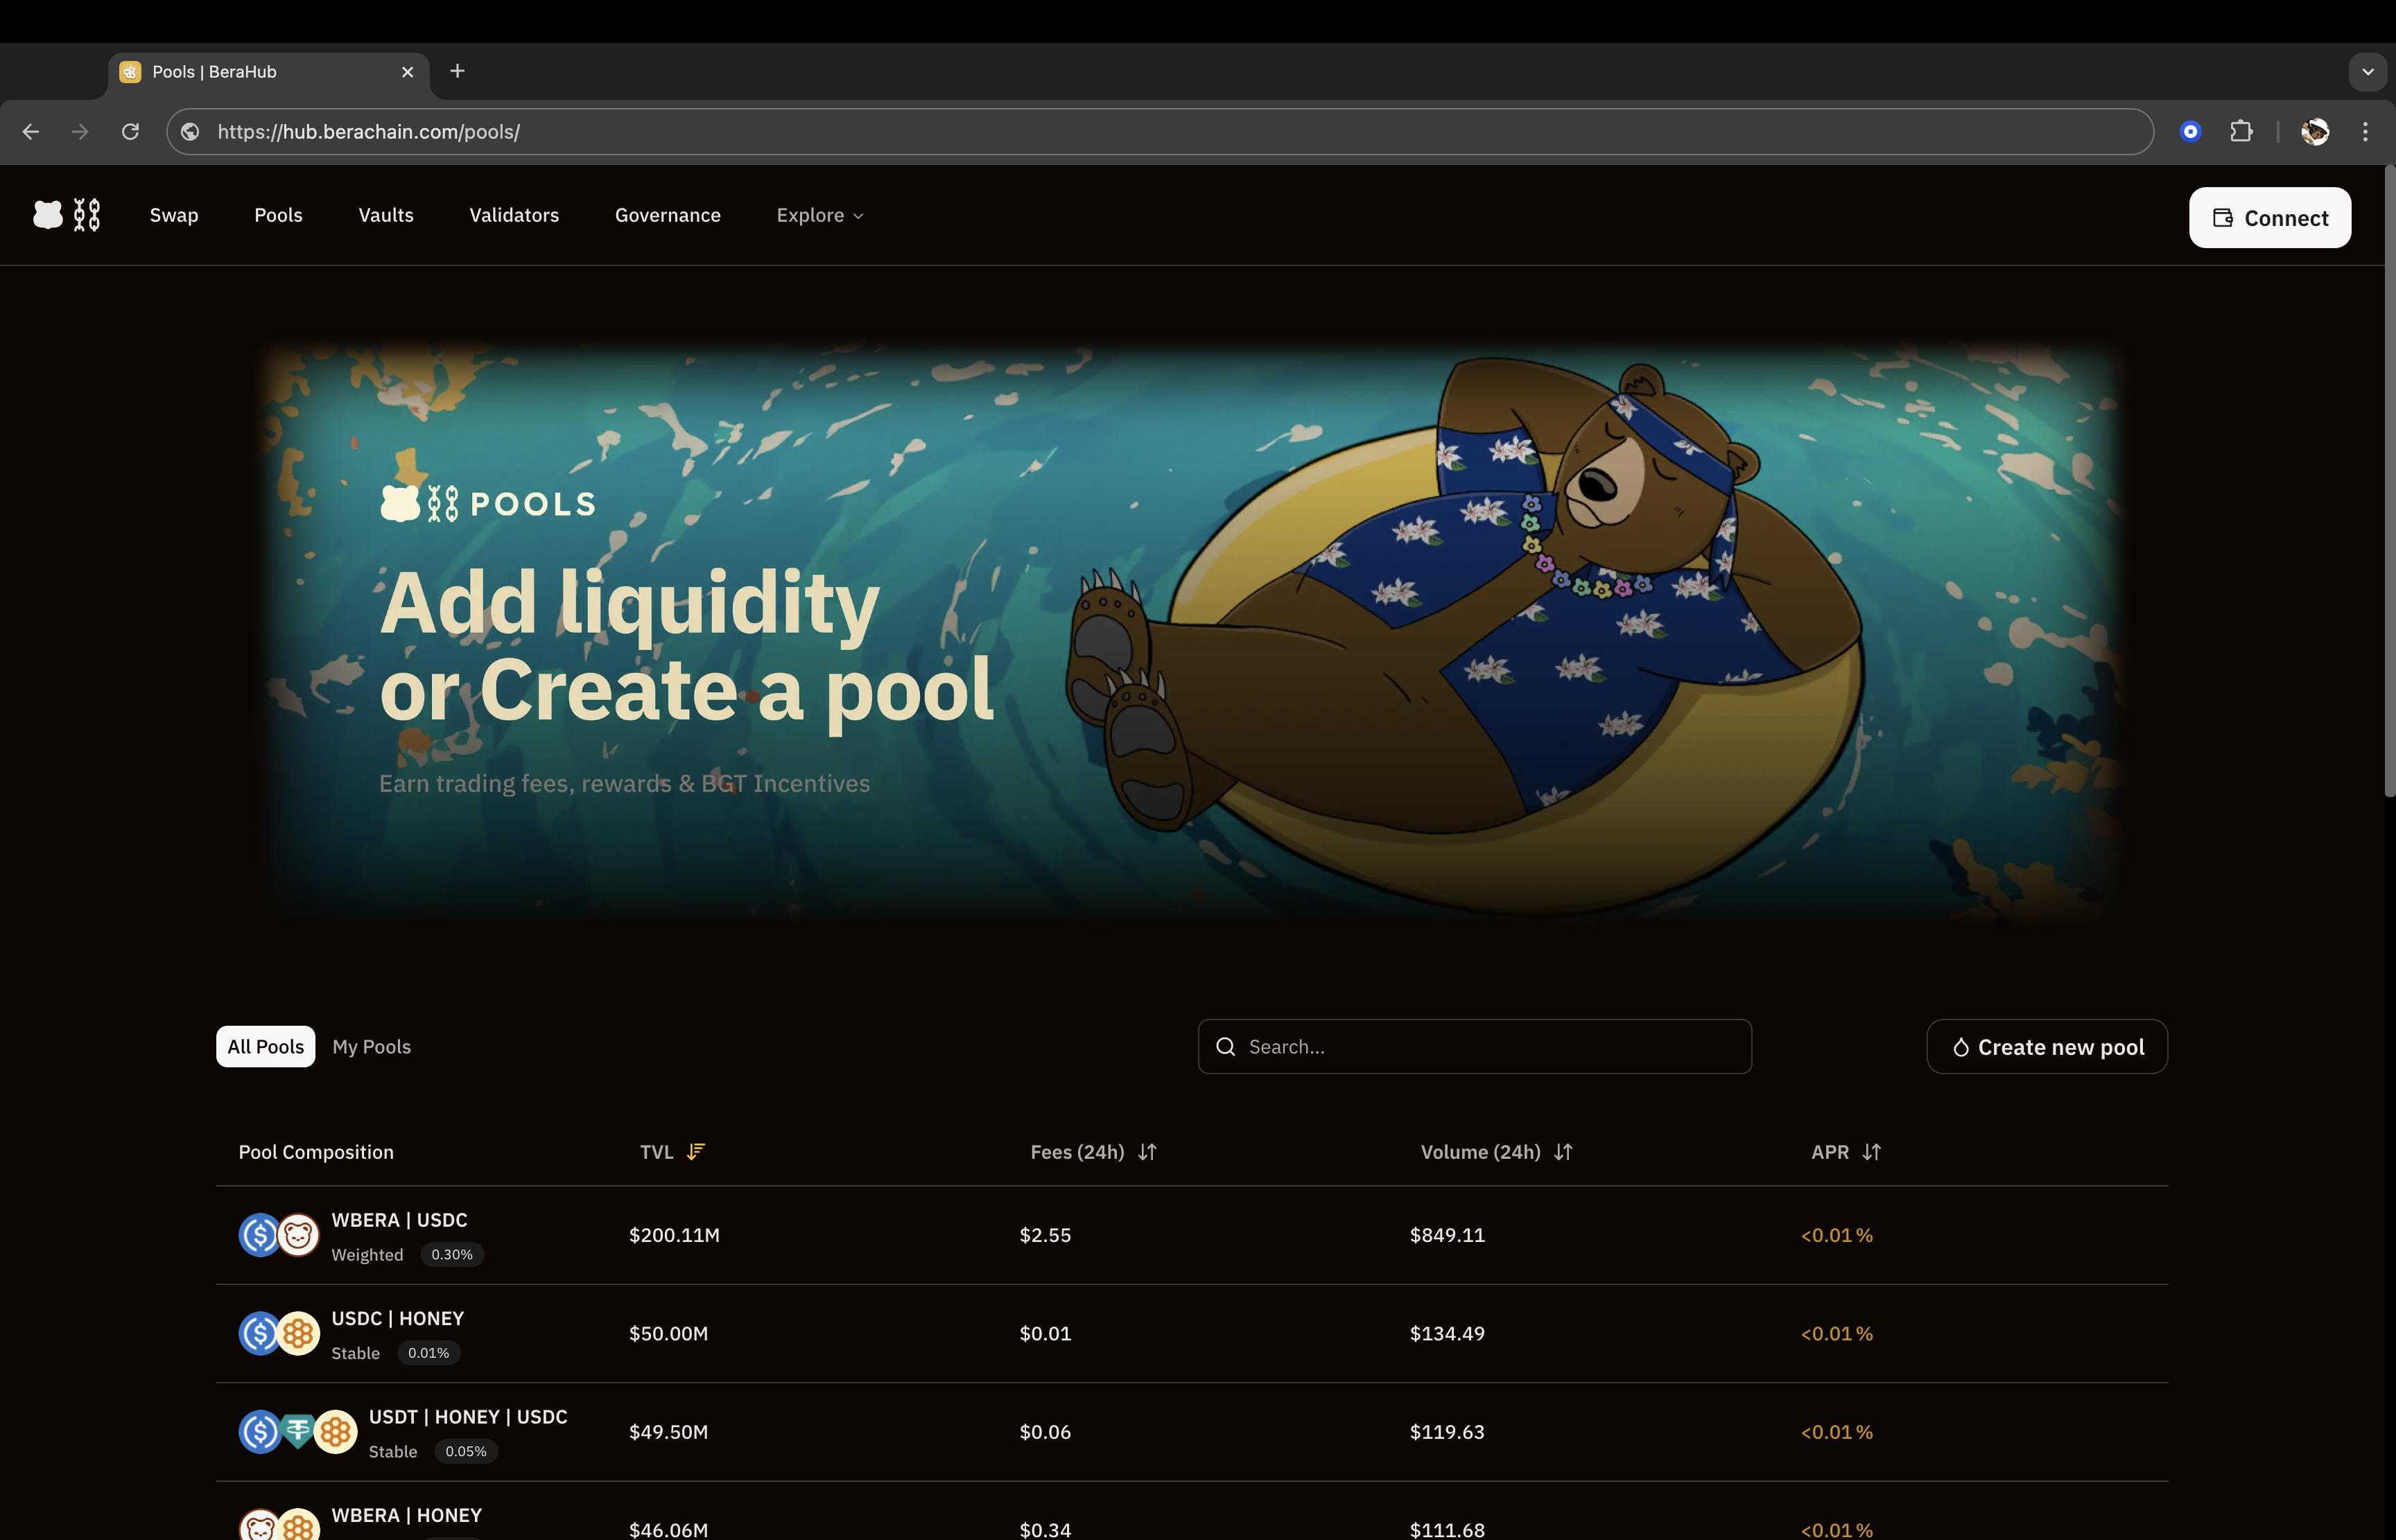 Pools | BeraHub
https://hub.berachain.com/pools/
Swap Pools Vaults Validators Governance Explore Connect
POOLS
Add liquidity
or Create a pool
Earn trading fees, rewards & BGT Incentives
All Pools My Pools Search... Create new pool
Pool Composition TVL Fees (24h) Volume (24h) APR
WBERA | USDC
Weighted 0.30%
$200.11M $2.55 $849.11 <0.01%
USDC | HONEY
Stable 0.01%
$50.00M $0.01 $134.49 <0.01%
USDT | HONEY | USDC
Stable 0.05%
$49.50M $0.06 $119.63 <0.01%
WBERA | HONEY
$46.06M $0.34 $111.68 <0.01%